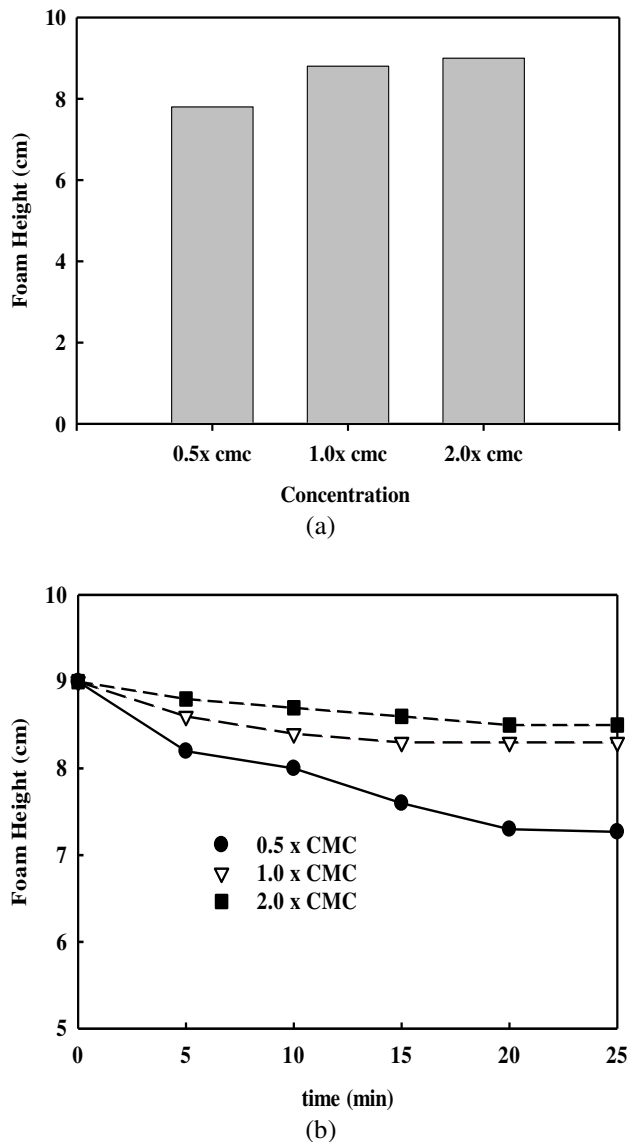 10
8
6
4
2
0
Foam Height (cm)
0.5x cmc 1.0x cmc 2.0x cmc
Concentration
(a)
10
9
8
7
6
5
Foam Height (cm)
0.5 x CMC
1.0 x CMC
2.0 x CMC
0 5 10 15 20 25
time (min)
(b)